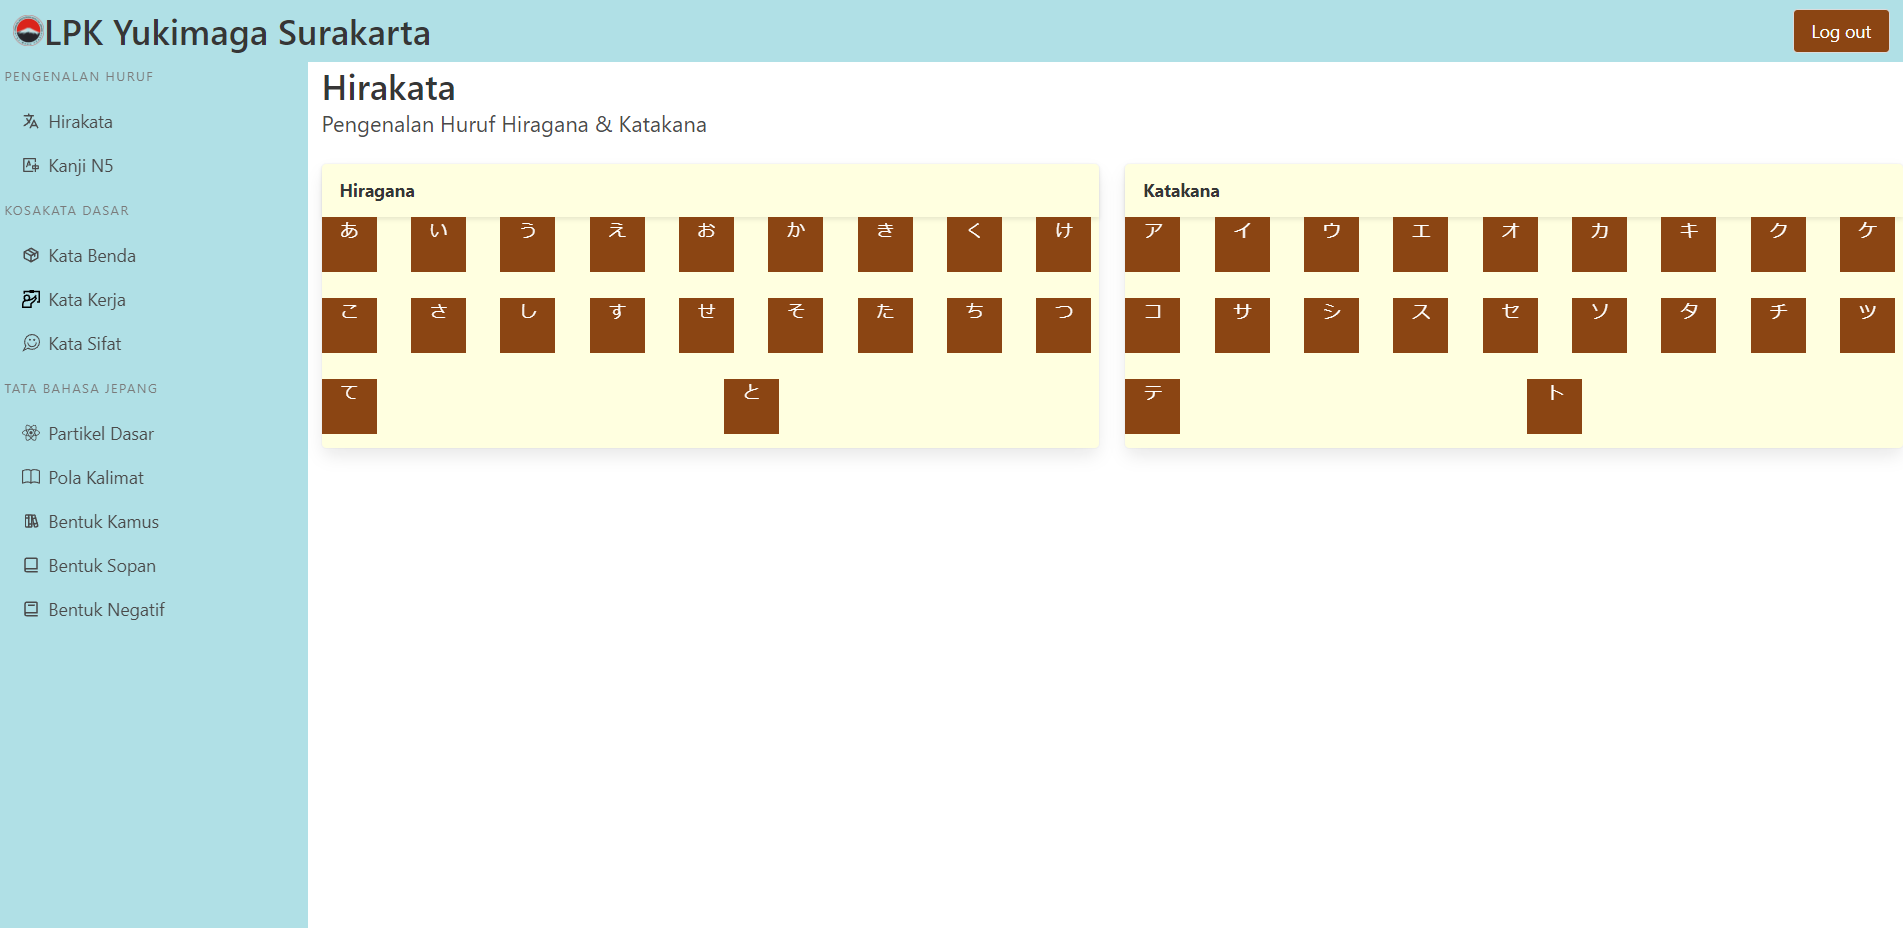 LPK Yukimaga Surakarta
Log out
PENGENALAN HURUF
Hirakata
Kanji N5
KOSAKATA DASAR
Kata Benda
Kata Kerja
Kata Sifat
TATA BAHASA JEPANG
Partikel Dasar
Pola Kalimat
Bentuk Kamus
Bentuk Sopan
Bentuk Negatif
Hirakata
Pengenalan Huruf Hiragana & Katakana
Hiragana
あ い う え お か き く け
こ さ し す せ そ た ち つ
て と
Katakana
ア イ ウ エ オ カ キ ク ケ
コ サ シ ス セ ソ タ チ ツ
テ ト